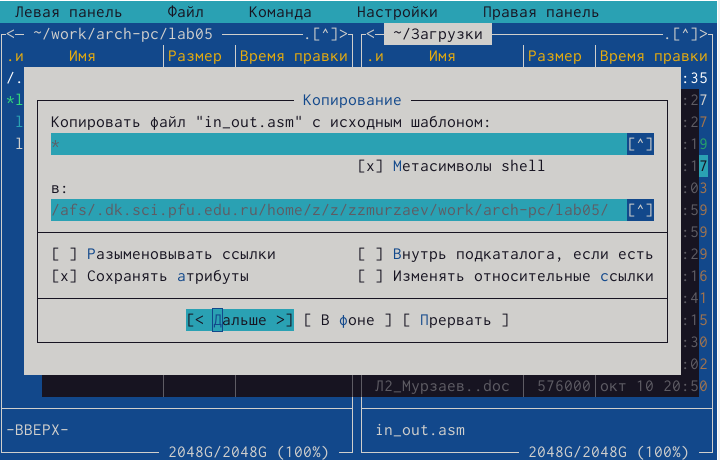 Левая панель Файл Команда Настройки Правая панель
<— ~/work/arch-pc/lab05 .[^]> <— ~/Загрузки .[^]>
.и Имя Размер Время правки .и Имя Размер Время правки
/. :35
*l :27
l :27
l :19
Копирование
Копировать файл "in_out.asm" с исходным шаблоном:
* [^]
[x] Метасимволы shell :17
в: :03
/afs/.dk.sci.pfu.edu.ru/home/z/z/zzmurzaev/work/arch-pc/lab05/ [^] :59
:59
[ ] Разыменовывать ссылки [ ] Внутрь подкаталога, если есть :29
[x] Сохранять атрибуты [ ] Изменять относительные ссылки :16
:41
[< Дальше >] [ В фоне ] [ Прервать ] :15
:30
:02
Л2_Мурзаев..doc 576000 окт 10 20:50
-ВВЕРХ- in_out.asm
2048G/2048G (100%) 2048G/2048G (100%)